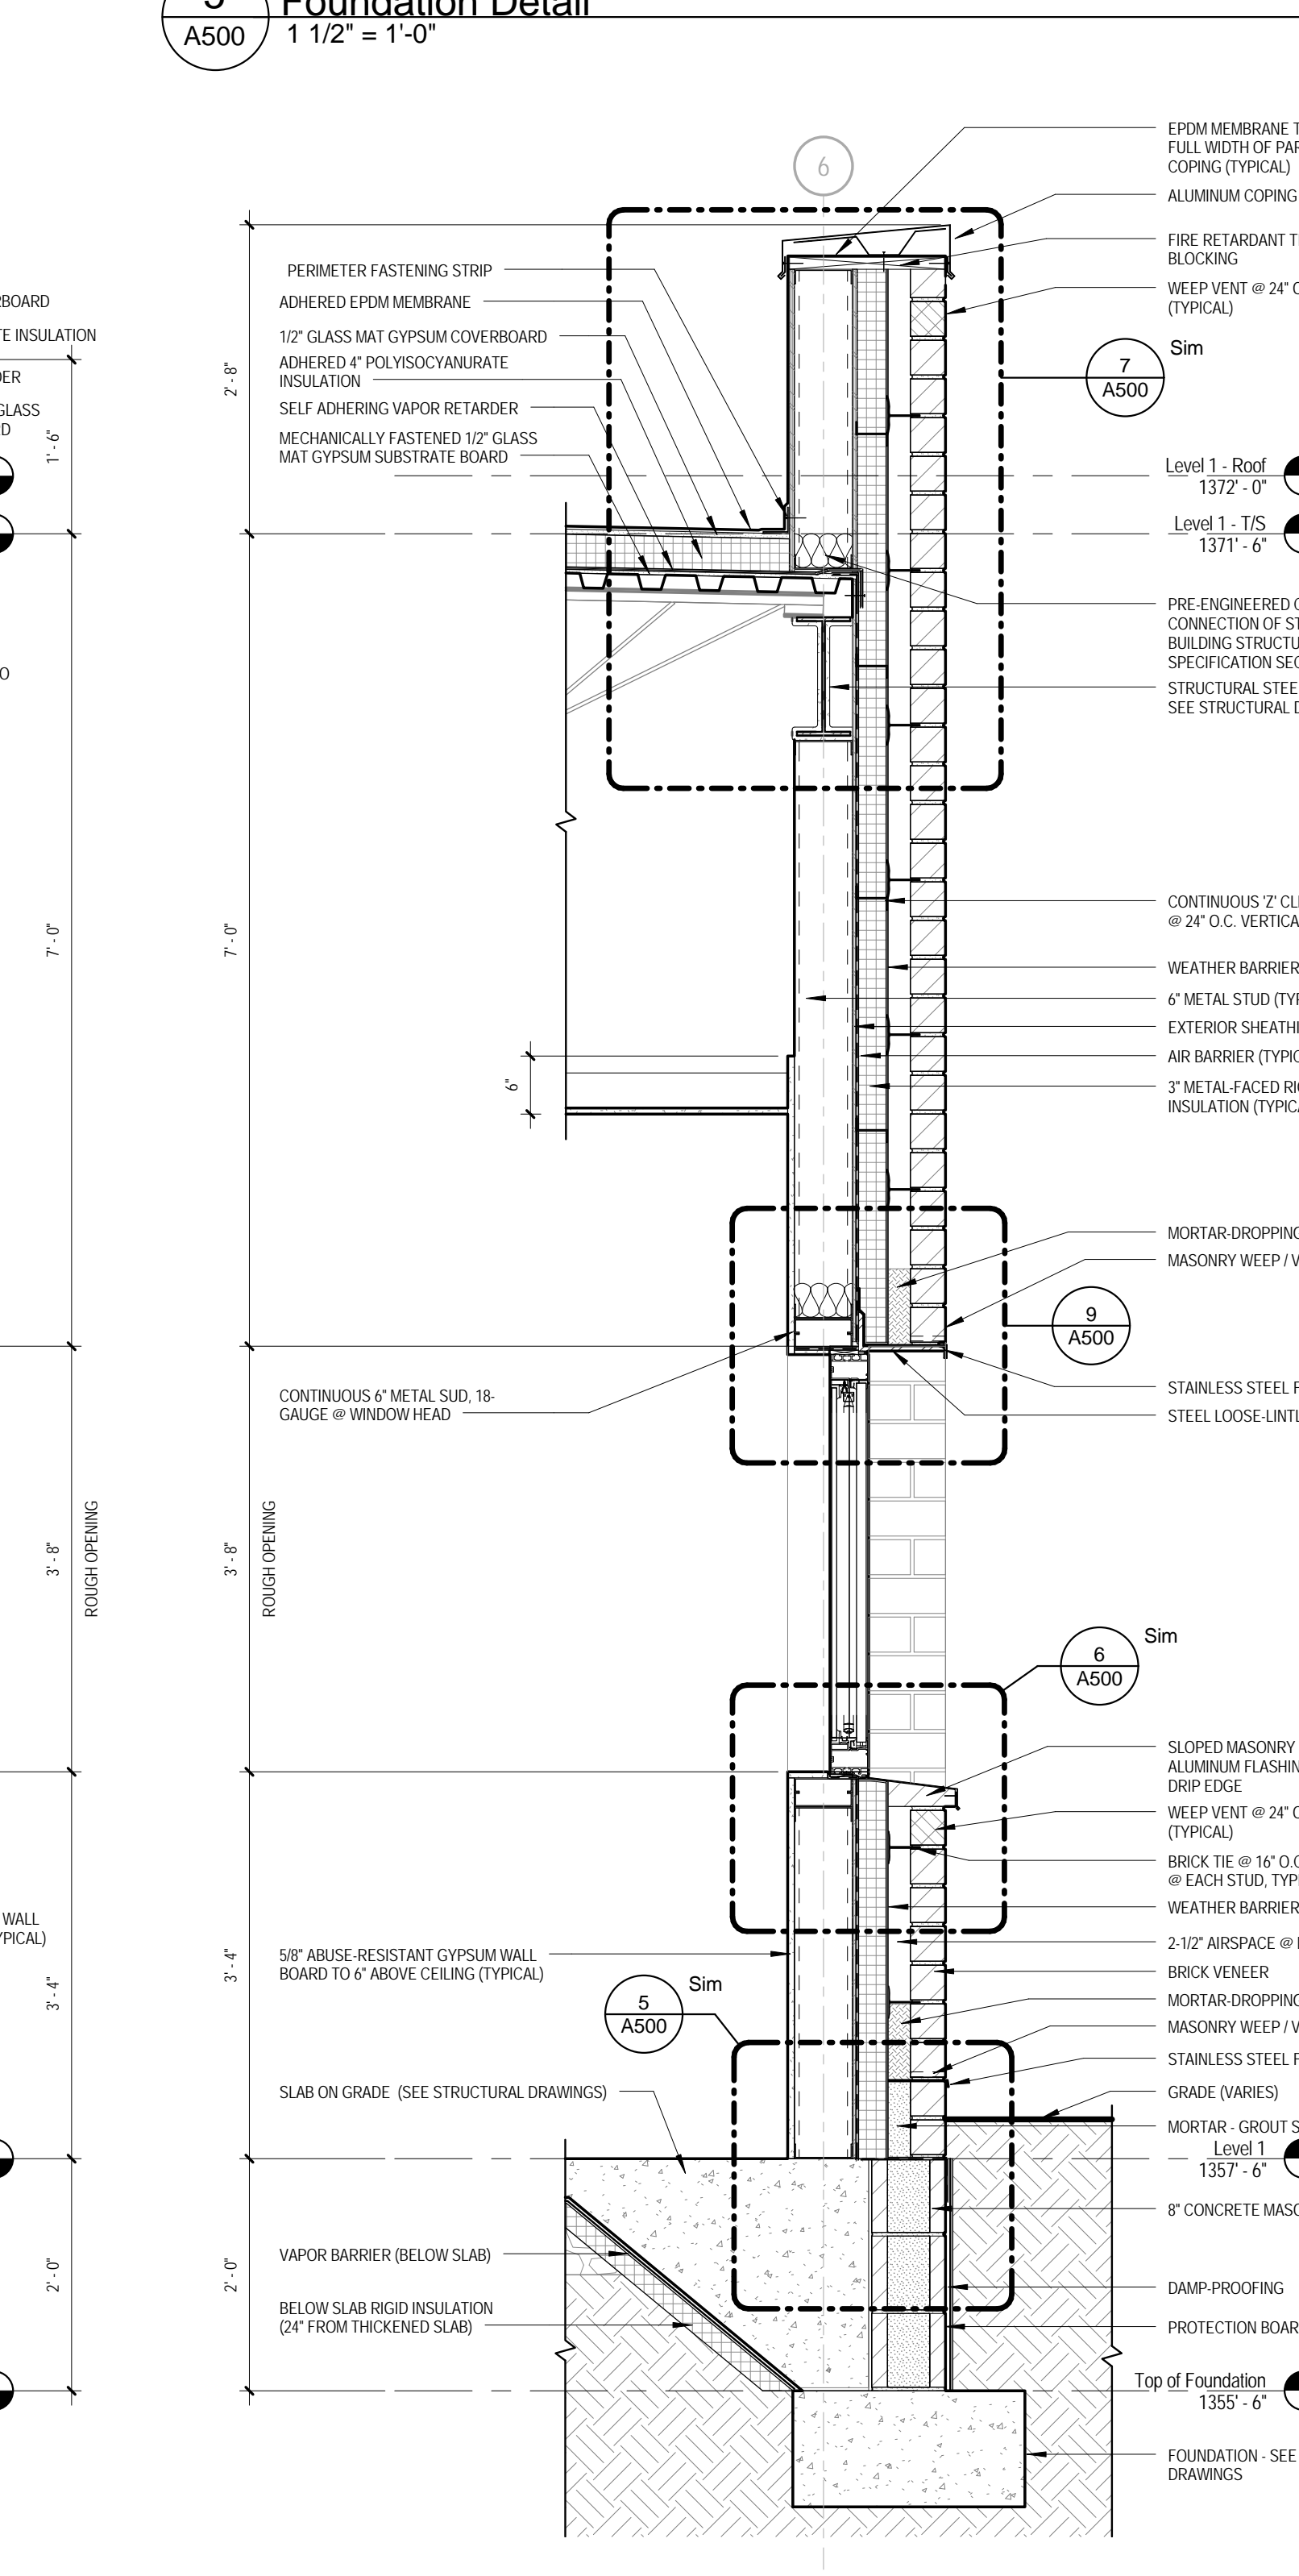 Foundation Detail
A500
1 1/2" = 1'-0"
6
RBOARD
TE INSULATION
DER
GLASS
RD
1' - 6"
O
7' - 0"
3' - 8"
ROUGH OPENING
WALL
YPICAL)
3' - 4"
2' - 0"
2' - 8"
7' - 0"
3' - 8"
ROUGH OPENING
3' - 4"
2' - 0"
PERIMETER FASTENING STRIP
ADHERED EPDM MEMBRANE
1/2" GLASS MAT GYPSUM COVERBOARD
ADHERED 4" POLYISOCYANURATE
INSULATION
SELF ADHERING VAPOR RETARDER
MECHANICALLY FASTENED 1/2" GLASS
MAT GYPSUM SUBSTRATE BOARD
6"
CONTINUOUS 6" METAL SUD, 18-
GAUGE @ WINDOW HEAD
5/8" ABUSE-RESISTANT GYPSUM WALL
BOARD TO 6" ABOVE CEILING (TYPICAL)
5
A500
Sim
SLAB ON GRADE (SEE STRUCTURAL DRAWINGS)
VAPOR BARRIER (BELOW SLAB)
BELOW SLAB RIGID INSULATION
(24" FROM THICKENED SLAB)
EPDM MEMBRANE T
FULL WIDTH OF PAR
COPING (TYPICAL)
ALUMINUM COPING
FIRE RETARDANT T
BLOCKING
WEEP VENT @ 24" O
(TYPICAL)
7
A500
Sim
Level 1 - Roof
1372' - 0"
Level 1 - T/S
1371' - 6"
PRE-ENGINEERED C
CONNECTION OF ST
BUILDING STRUCTU
SPECIFICATION SEC
STRUCTURAL STEE
SEE STRUCTURAL D
CONTINUOUS 'Z' CLI
@ 24" O.C. VERTICA
WEATHER BARRIER
6" METAL STUD (TYP
EXTERIOR SHEATHI
AIR BARRIER (TYPIC
3" METAL-FACED RI
INSULATION (TYPICA
MORTAR-DROPPING
MASONRY WEEP / V
9
A500
STAINLESS STEEL F
STEEL LOOSE-LINTL
6
A500
Sim
SLOPED MASONRY
ALUMINUM FLASHIN
DRIP EDGE
WEEP VENT @ 24" O
(TYPICAL)
BRICK TIE @ 16" O.C
@ EACH STUD, TYPI
WEATHER BARRIER
2-1/2" AIRSPACE @
BRICK VENEER
MORTAR-DROPPING
MASONRY WEEP / V
STAINLESS STEEL F
GRADE (VARIES)
MORTAR - GROUT S
Level 1
1357' - 6"
8" CONCRETE MASO
DAMP-PROOFING
PROTECTION BOAR
Top of Foundation
1355' - 6"
FOUNDATION - SEE
DRAWINGS